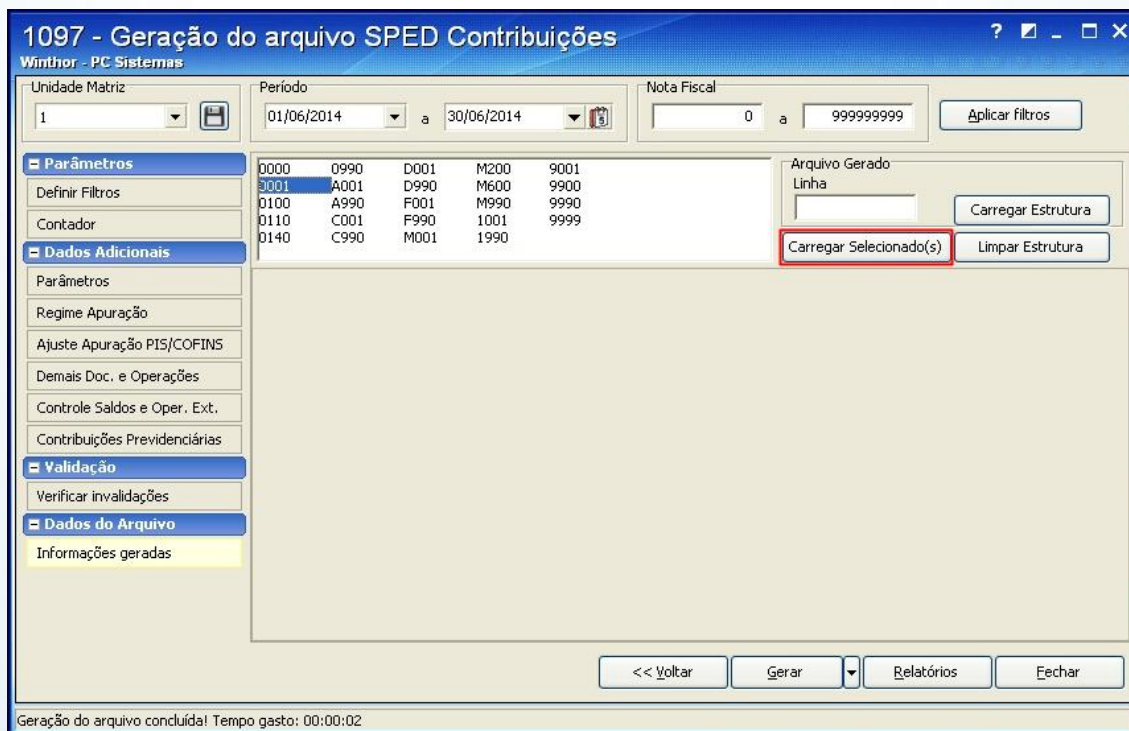 1097 - Geração do arquivo SPED Contribuições
Winthor - PC Sistemas
Unidade Matriz
1
Período
01/06/2014 a 30/06/2014
Nota Fiscal
0 a 999999999
Aplicar filtros
Parâmetros
Definir Filtros
Contador
Dados Adicionais
Parâmetros
Regime Apuração
Ajuste Apuração PIS/COFINS
Demais Doc. e Operações
Controle Saldos e Oper. Ext.
Contribuições Previdenciárias
Validação
Verificar invalidações
Dados do Arquivo
Informações geradas
0000 0990 D001 M200 9001
0001 A001 D990 M600 9900
0100 A990 F001 M990 9990
0110 C001 F990 1001 9999
0140 C990 M001 1990
Arquivo Gerado
Linha
Carregar Estrutura
Carregar Selecionado(s)
Limpar Estrutura
<< Voltar
Gerar
Relatórios
Fechar
Geração do arquivo concluída! Tempo gasto: 00:00:02